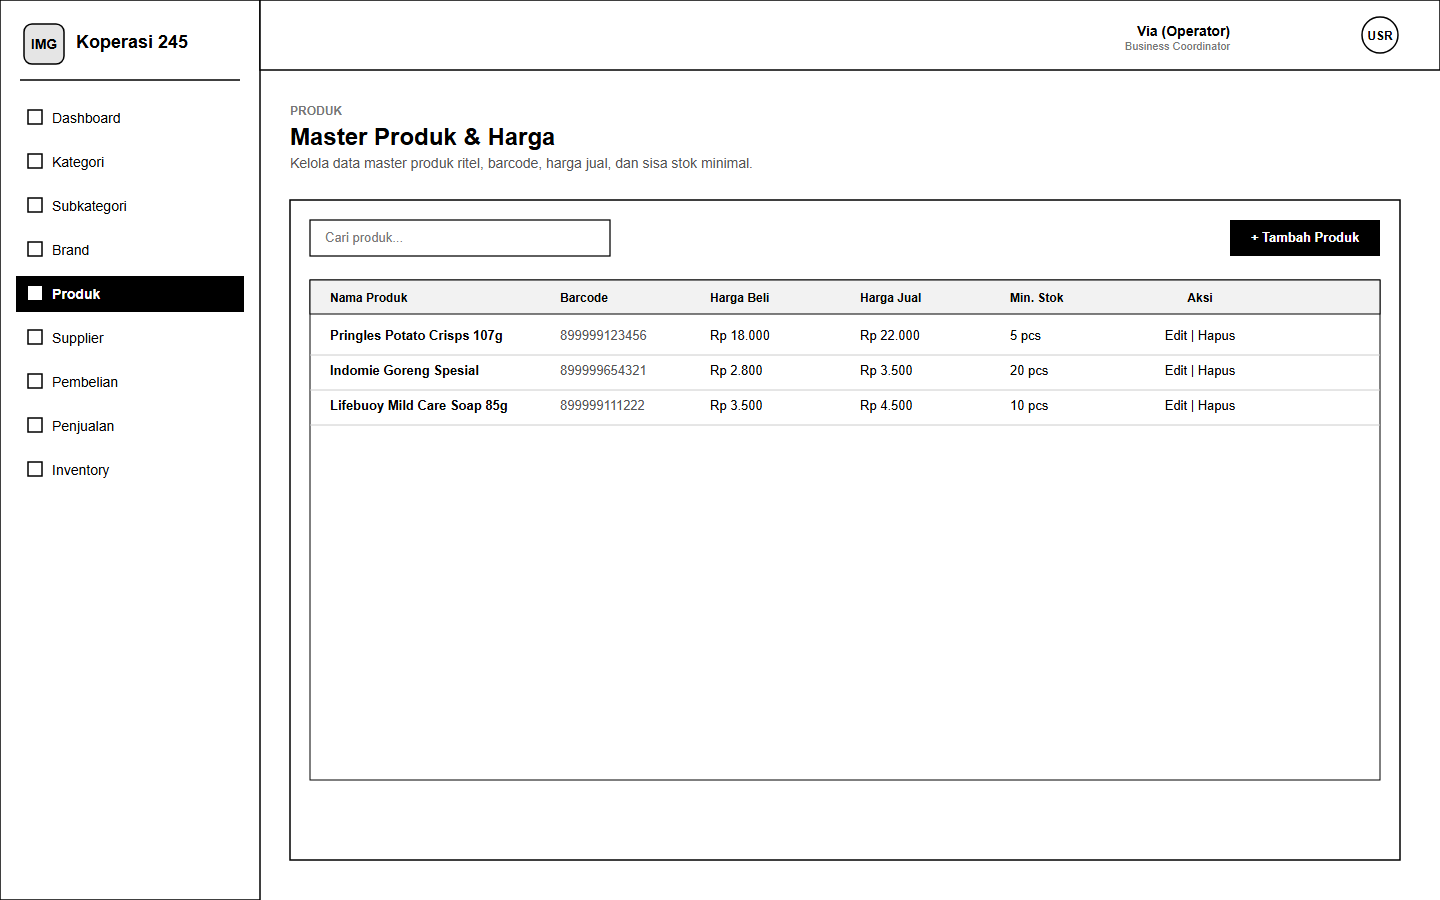 IMG
Koperasi 245
Via (Operator)
Business Coordinator
USR
Dashboard
Kategori
Subkategori
Brand
Produk
Supplier
Pembelian
Penjualan
Inventory
PRODUK
Master Produk & Harga
Kelola data master produk ritel, barcode, harga jual, dan sisa stok minimal.
Cari produk...
+ Tambah Produk
Nama Produk Barcode Harga Beli Harga Jual Min. Stok Aksi
Pringles Potato Crisps 107g 899999123456 Rp 18.000 Rp 22.000 5 pcs Edit | Hapus
Indomie Goreng Spesial 899999654321 Rp 2.800 Rp 3.500 20 pcs Edit | Hapus
Lifebuoy Mild Care Soap 85g 899999111222 Rp 3.500 Rp 4.500 10 pcs Edit | Hapus